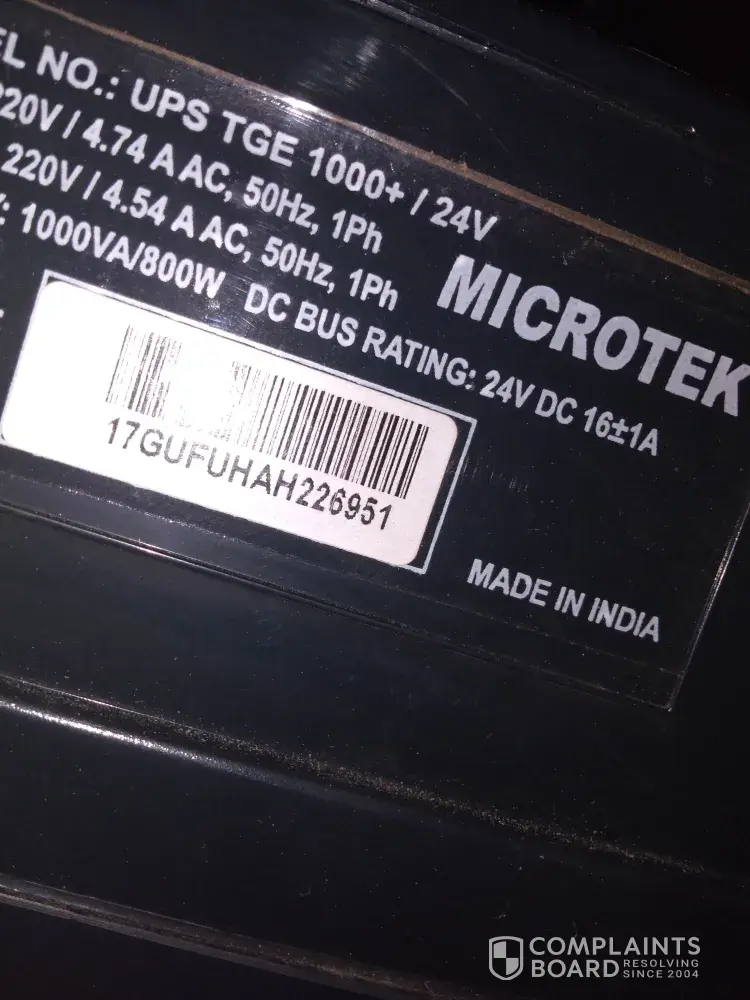 EL NO.: UPS TGE 1000+ / 24V
220V / 4.74 A AC, 50Hz, 1Ph
220V / 4.54 A AC, 50Hz, 1Ph
: 1000VA/800W DC BUS RATING: 24V DC 16±1A
MICROTEK
17GUFUHAH226951
MADE IN INDIA
COMPLAINTS
BOARD RESOLVING SINCE 2004